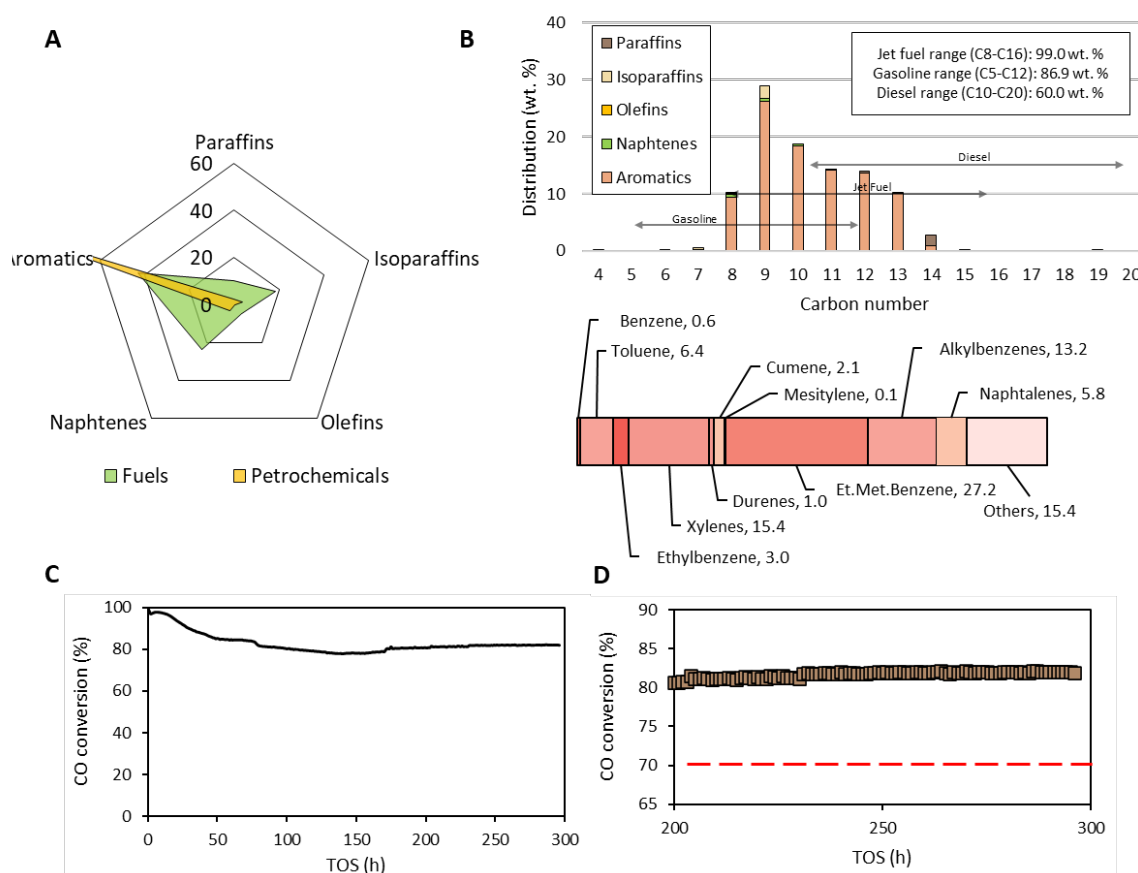 A
Paraffins
60
40
20
0
Aromatics
Isoparaffins
Naphtenes
Olefins
Fuels
Petrochemicals
B
Distribution (wt. %)
40
30
20
10
0
Paraffins
Isoparaffins
Olefins
Naphtenes
Aromatics
Jet fuel range (C8-C16): 99.0 wt. %
Gasoline range (C5-C12): 86.9 wt. %
Diesel range (C10-C20): 60.0 wt. %
Diesel
Jet Fuel
Gasoline
4 5 6 7 8 9 10 11 12 13 14 15 16 17 18 19 20
Carbon number
Benzene, 0.6
Toluene, 6.4
Cumene, 2.1
Mesitylene, 0.1
Alkylbenzenes, 13.2
Naphtalenes, 5.8
Durenes, 1.0
Et.Met.Benzene, 27.2
Others, 15.4
Xylenes, 15.4
Ethylbenzene, 3.0
C
CO conversion (%)
100
80
60
40
20
0
0 50 100 150 200 250 300
TOS (h)
D
CO conversion (%)
90
85
80
75
70
65
200 250 300
TOS (h)